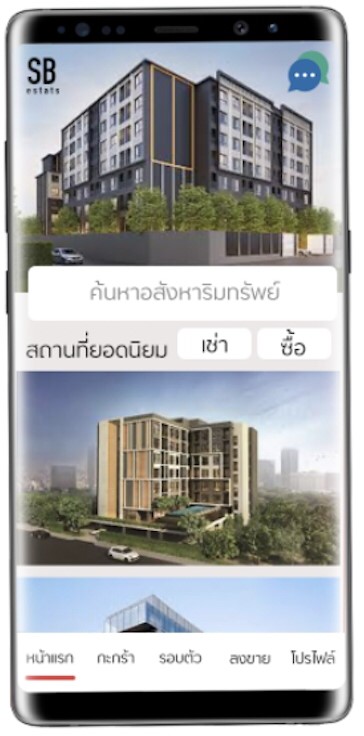 SB
estats
ค้นหาอสังหาริมทรัพย์
สถานที่ยอดนิยม เช่า ซื้อ
หน้าแรก ตะกร้า รอบตัว ลงขาย โปรไฟล์